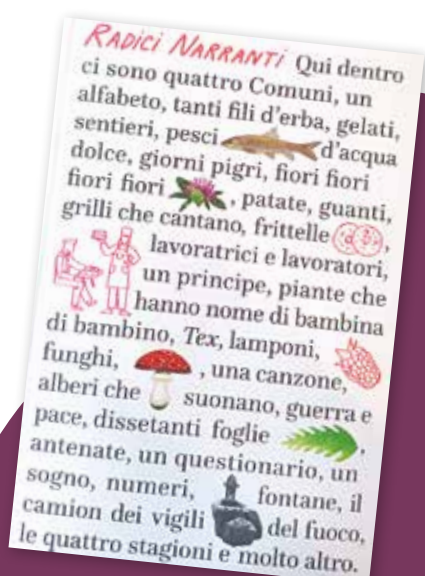 RADICI NARRANTI Qui dentro
ci sono quattro Comuni, un
alfabeto, tanti fili d'erba, gelati,
sentieri, pesci d'acqua
dolce, giorni pigri, fiori fiori
fiori fiori , patate, guanti,
grilli che cantano, frittelle ,
lavoratrici e lavoratori,
un principe, piante che
hanno nome di bambina
di bambino, Tex, lamponi,
funghi, , una canzone,
alberi che suonano, guerra e
pace, dissetanti foglie ,
antenate, un questionario, un
sogno, numeri, fontane, il
camion dei vigili del fuoco,
le quattro stagioni e molto altro.